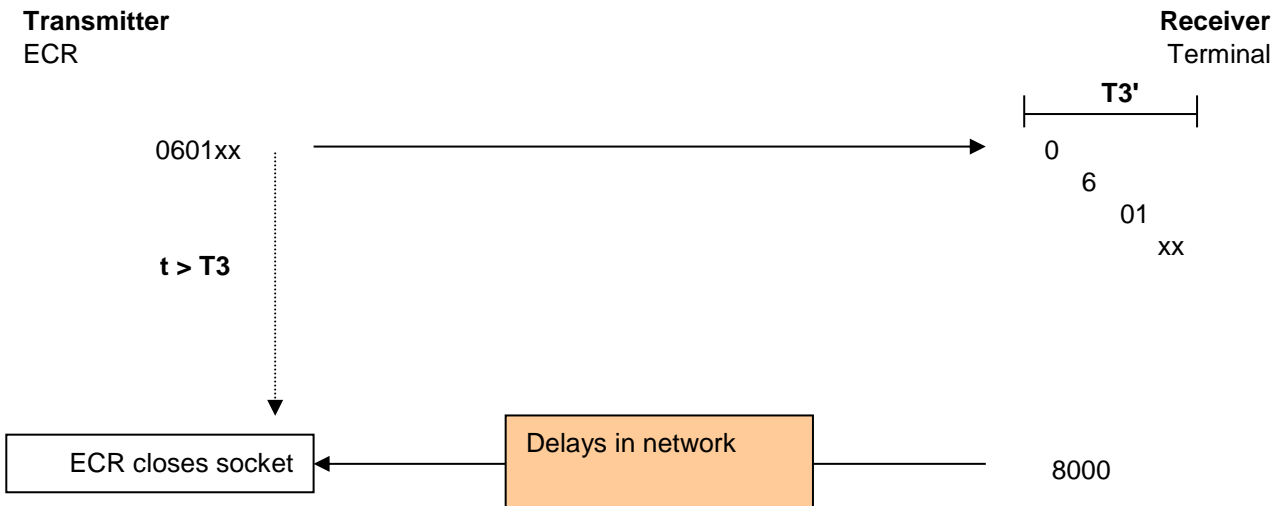 Transmitter
ECR
Receiver
Terminal
T3'
0601xx
0
6
01
xx
t > T3
ECR closes socket
Delays in network
8000